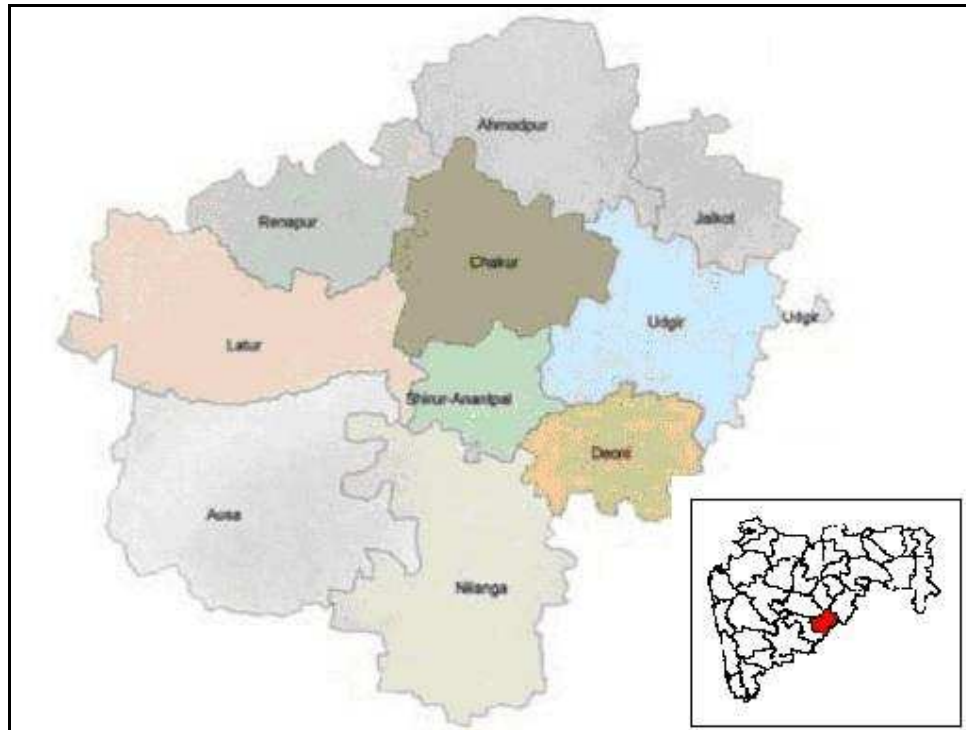 Ahmadpur
Jalkot
Renapur
Chakur
Udgir
Udgir
Latur
Shirur-Anantpal
Deoni
Ausa
Nilanga